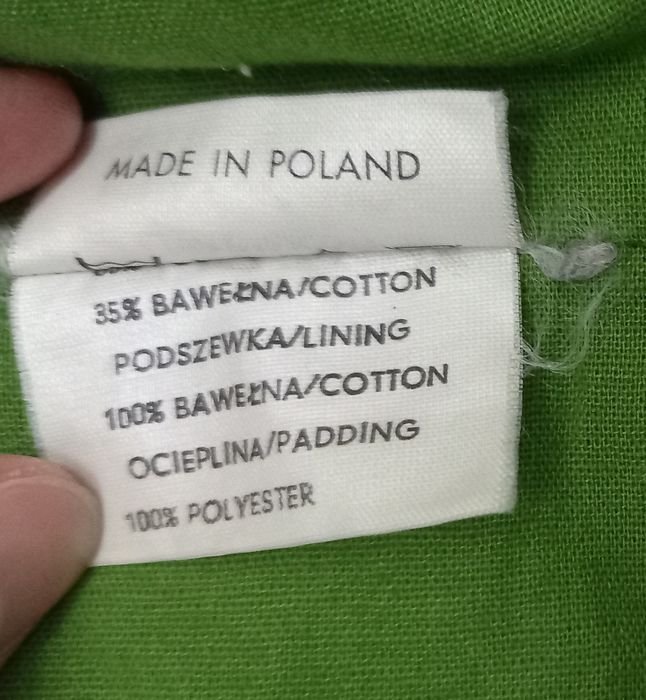 MADE IN POLAND
35% BAWEŁNA/COTTON
PODSZEWKA/LINING
100% BAWEŁNA/COTTON
OCIEPLINA/PADDING
100% POLYESTER